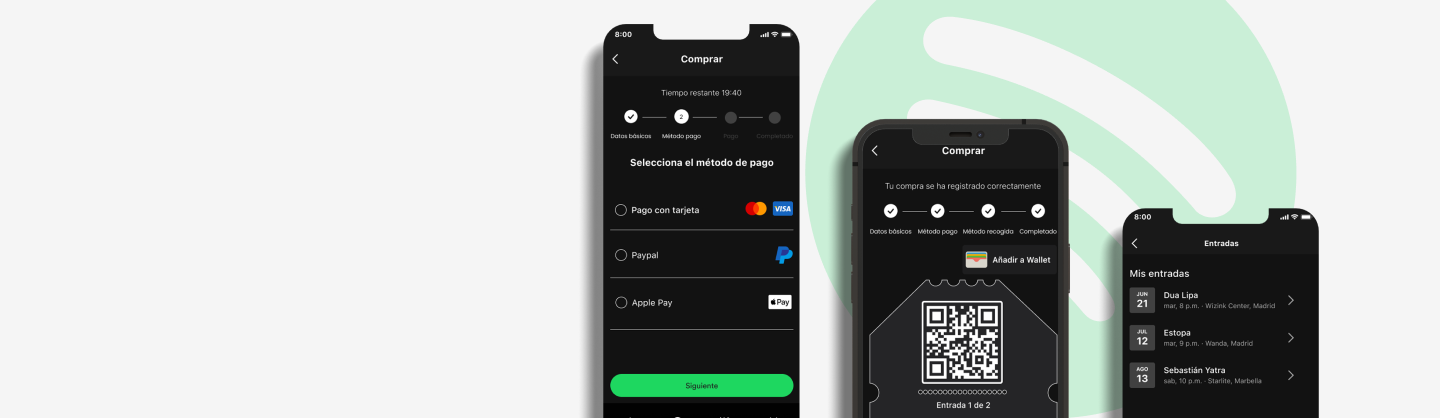 8:00
Comprar
Tiempo restante 19:40
2
Datos básicos Método pago Pago Completado
Selecciona el método de pago
Pago con tarjeta
VISA
Paypal
Apple Pay
Pay
Siguiente
Comprar
Tu compra se ha registrado correctamente
Datos básicos Método pago Método recogida Completado
Añadir a Wallet
Entrada 1 de 2
8:00
Entradas
Mis entradas
JUN
21
Dua Lipa
mar, 8 p.m. · Wizink Center, Madrid
JUL
12
Estopa
mar, 9 p.m. · Wanda, Madrid
AGO
13
Sebastián Yatra
sab, 10 p.m. · Starlite, Marbella